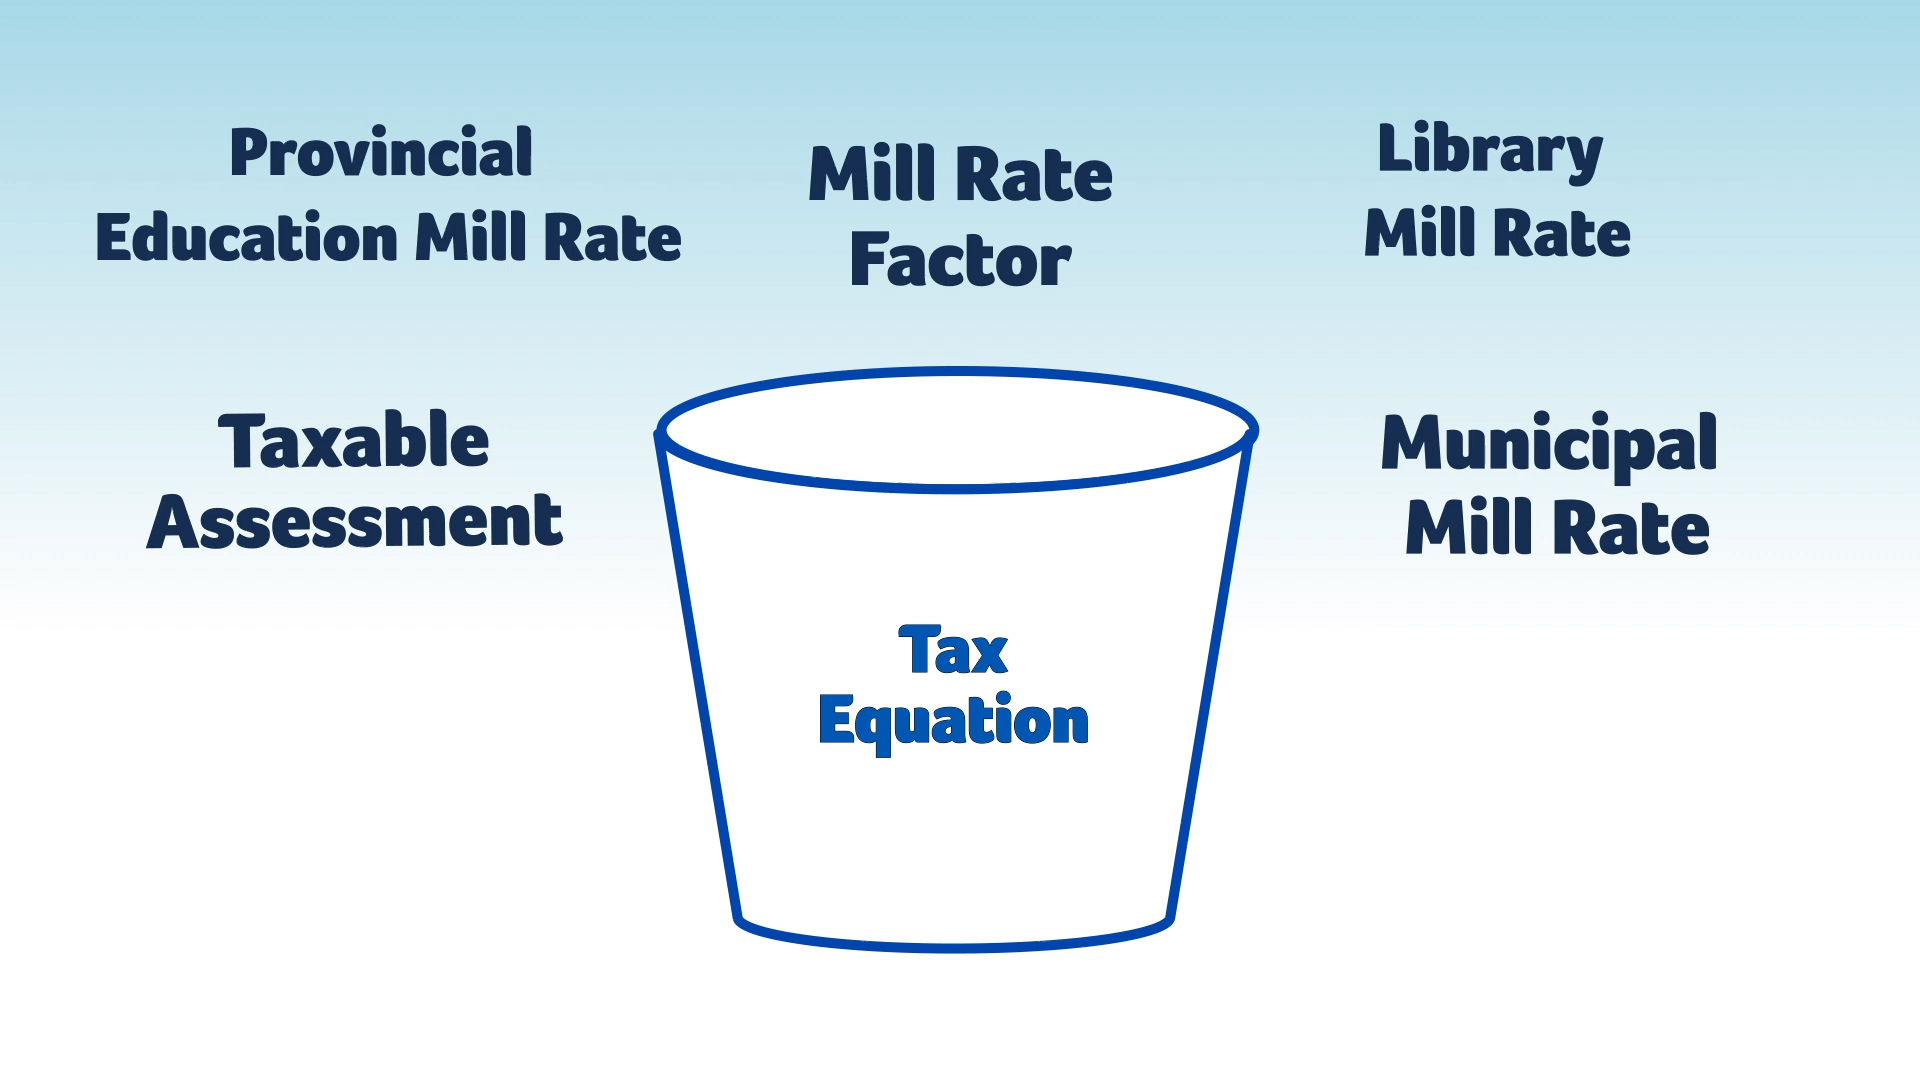 Provincial
Education Mill Rate
Mill Rate
Factor
Library
Mill Rate
Taxable
Assessment
Municipal
Mill Rate
Tax
Equation